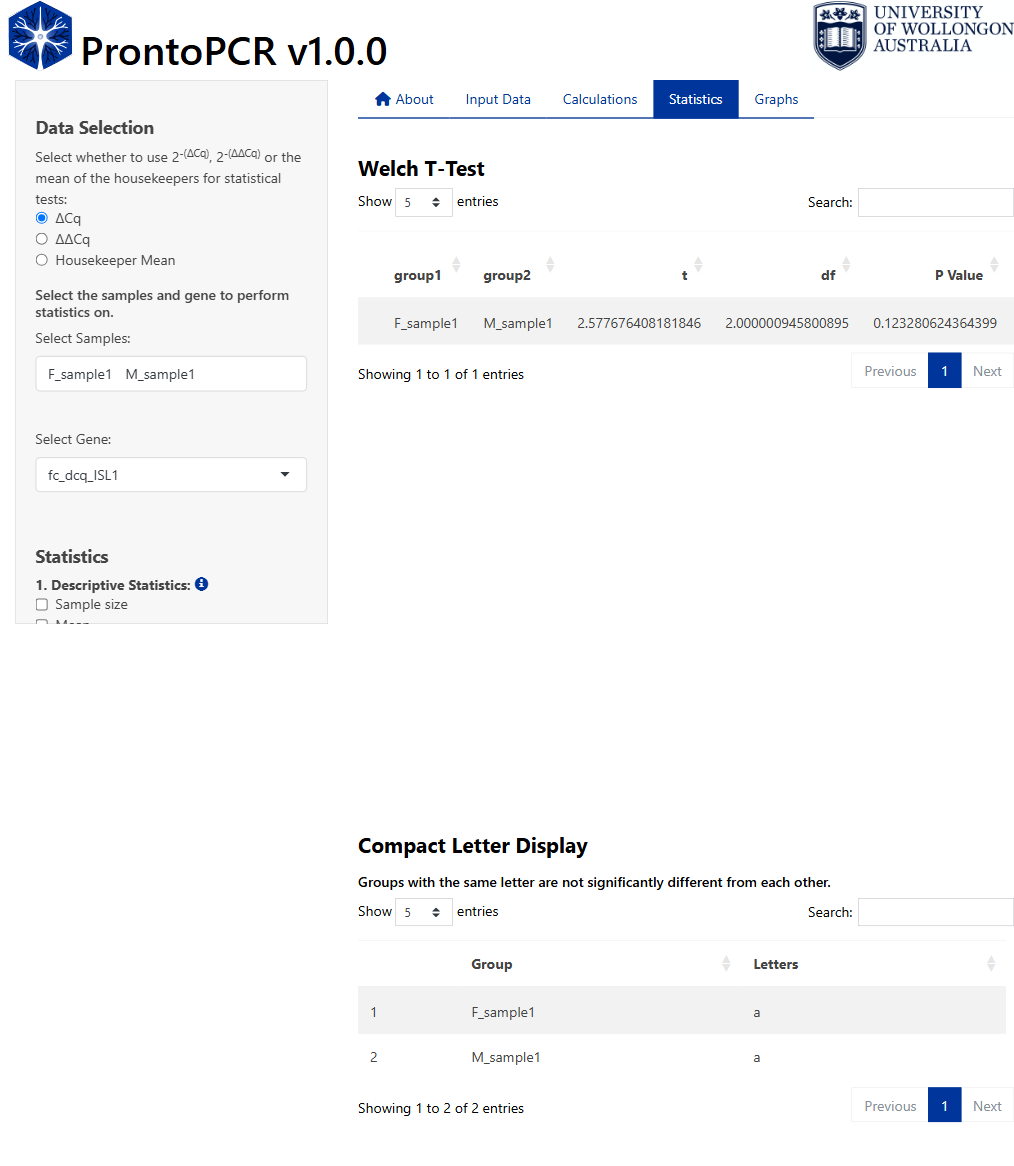 ProntoPCR v1.0.0
UNIVERSITY
OF WOLLONGONG
AUSTRALIA
About Input Data Calculations Statistics Graphs
Data Selection
Select whether to use 2-(ΔCq), 2-(ΔΔCq) or the
mean of the housekeepers for statistical
tests:
ΔCq
ΔΔCq
Housekeeper Mean
Select the samples and gene to perform
statistics on.
Select Samples:
F_sample1 M_sample1
Select Gene:
fc_dcq_ISL1
Statistics
1. Descriptive Statistics:
Sample size
Mean
Welch T-Test
Show 5 entries Search:
group1 group2 t df P Value
F_sample1 M_sample1 2.577676408181846 2.000000945800895 0.123280624364399
Showing 1 to 1 of 1 entries Previous 1 Next
Compact Letter Display
Groups with the same letter are not significantly different from each other.
Show 5 entries Search:
Group Letters
1 F_sample1 a
2 M_sample1 a
Showing 1 to 2 of 2 entries Previous 1 Next